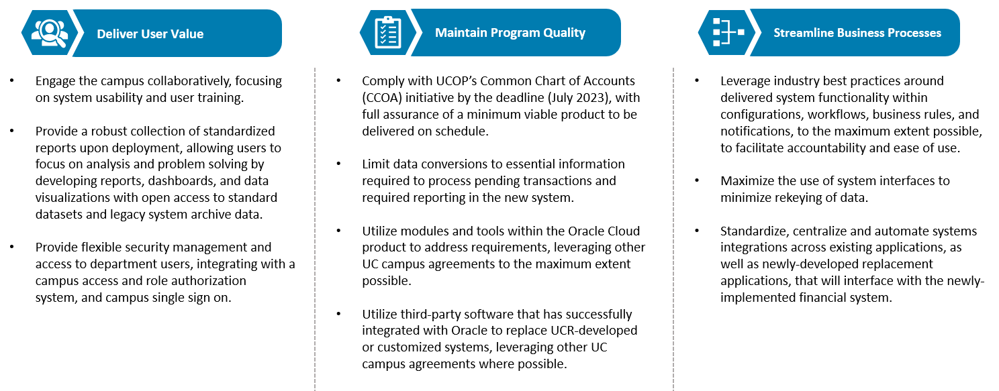 Deliver User Value
• Engage the campus collaboratively, focusing
on system usability and user training.
• Provide a robust collection of standardized
reports upon deployment, allowing users to
focus on analysis and problem solving by
developing reports, dashboards, and data
visualizations with open access to standard
datasets and legacy system archive data.
• Provide flexible security management and
access to department users, integrating with a
campus access and role authorization
system, and campus single sign on.
Maintain Program Quality
• Comply with UCOP’s Common Chart of Accounts
(CCOA) initiative by the deadline (July 2023), with
full assurance of a minimum viable product to be
delivered on schedule.
• Limit data conversions to essential information
required to process pending transactions and
required reporting in the new system.
• Utilize modules and tools within the Oracle Cloud
product to address requirements, leveraging other
UC campus agreements to the maximum extent
possible.
• Utilize third-party software that has successfully
integrated with Oracle to replace UCR-developed
or customized systems, leveraging other UC
campus agreements where possible.
Streamline Business Processes
• Leverage industry best practices around
delivered system functionality within
configurations, workflows, business rules, and
notifications, to the maximum extent possible,
to facilitate accountability and ease of use.
• Maximize the use of system interfaces to
minimize rekeying of data.
• Standardize, centralize and automate systems
integrations across existing applications, as
well as newly-developed replacement
applications, that will interface with the newly-
implemented financial system.